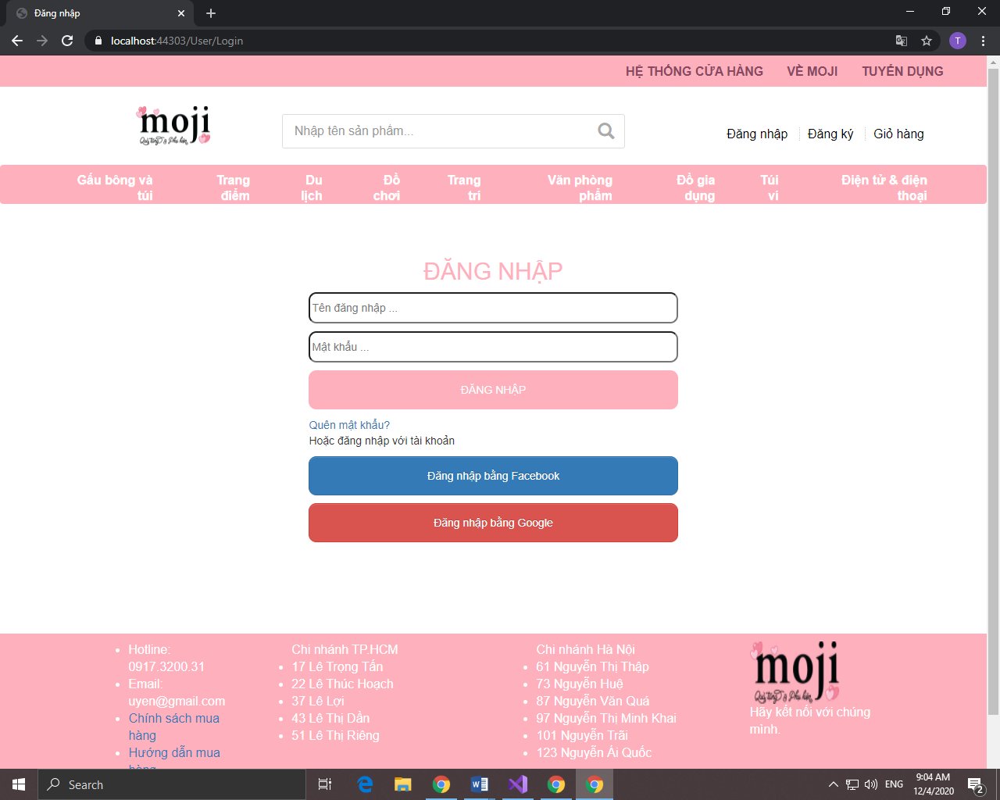 Đăng nhập
localhost:44303/User/Login
T
HỆ THỐNG CỬA HÀNG VỀ MOJI TUYỂN DỤNG
moji
Nhập tên sản phẩm...
Đăng nhập Đăng ký Giỏ hàng
Gấu bông và túi
Trang điểm
Du lịch
Đồ chơi
Trang trí
Văn phòng phẩm
Đồ gia dụng
Túi ví
Điện tử & điện thoại
ĐĂNG NHẬP
Tên đăng nhập ...
Mật khẩu ...
ĐĂNG NHẬP
Quên mật khẩu?
Hoặc đăng nhập với tài khoản
Đăng nhập bằng Facebook
Đăng nhập bằng Google
Hotline:
0917.3200.31
Email:
uyen@gmail.com
Chính sách mua
hàng
Hướng dẫn mua
hàng
Chi nhánh TP.HCM
17 Lê Trọng Tấn
22 Lê Thúc Hoạch
37 Lê Lợi
43 Lê Thị Dần
51 Lê Thị Riêng
Chi nhánh Hà Nội
61 Nguyễn Thị Thập
73 Nguyễn Huệ
87 Nguyễn Văn Quá
97 Nguyễn Thị Minh Khai
101 Nguyễn Trãi
123 Nguyễn Ái Quốc
moji
Hãy kết nối với chúng
mình.
Search
ENG
9:04 AM
12/4/2020
2